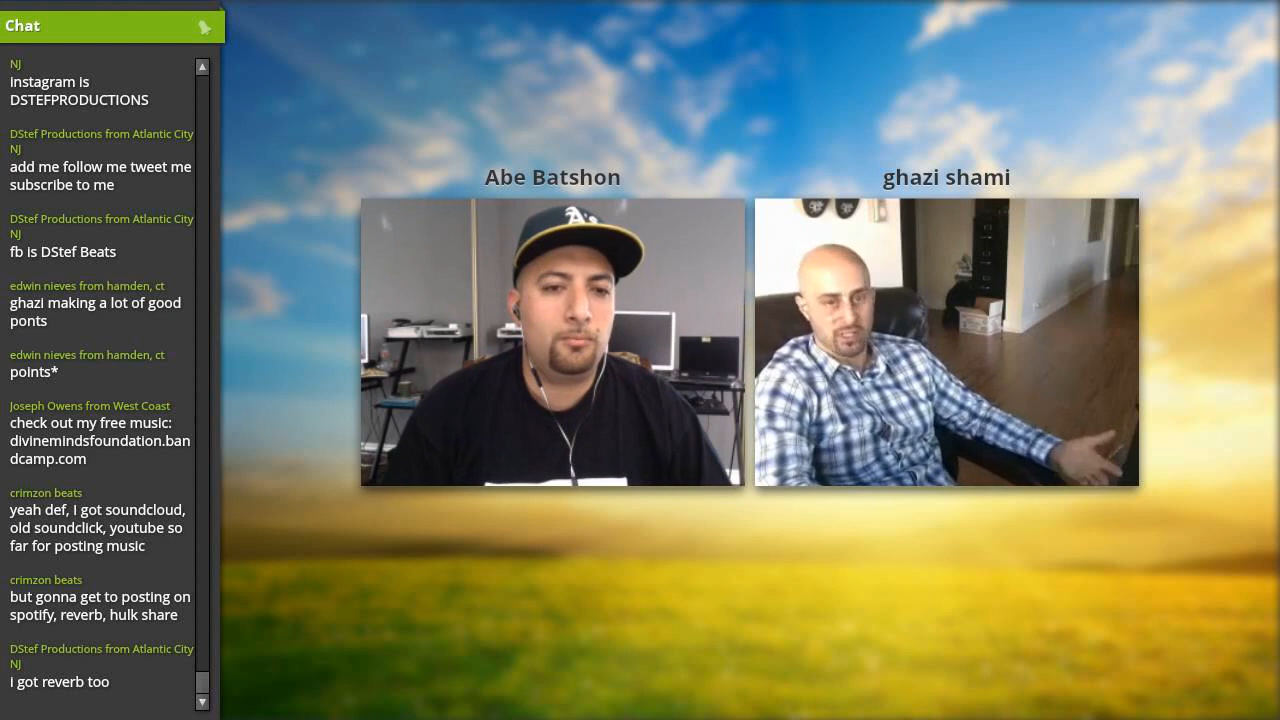 Chat
NJ
instagram is
DSTEFPRODUCTIONS
DStef Productions from Atlantic City
NJ
add me follow me tweet me
subscribe to me
DStef Productions from Atlantic City
NJ
fb is DStef Beats
edwin nieves from hamden, ct
ghazi making a lot of good
ponts
edwin nieves from hamden, ct
points*
Joseph Owens from West Coast
check out my free music:
divinemindsfoundation.ban
dcamp.com
crimzon beats
yeah def, I got soundcloud,
old soundclick, youtube so
far for posting music
crimzon beats
but gonna get to posting on
spotify, reverb, hulk share
DStef Productions from Atlantic City
NJ
i got reverb too
Abe Batshon
ghazi shami
A's